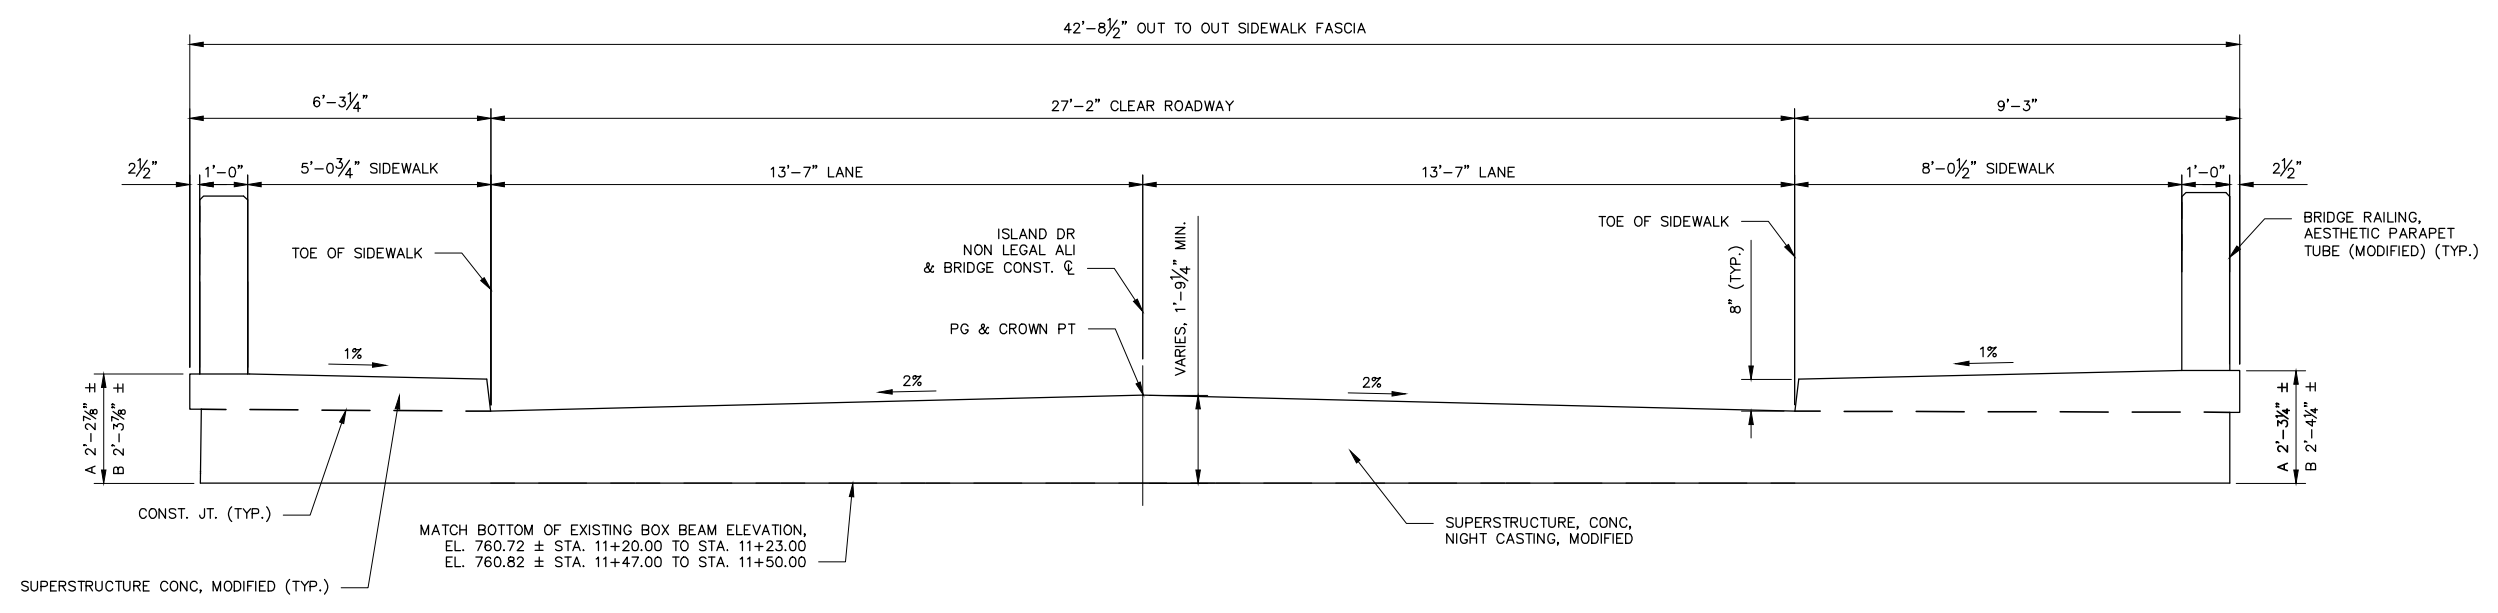 42'-8½" OUT TO OUT SIDEWALK FASCIA
6'-3¼"
27'-2" CLEAR ROADWAY
9'-3"
2½"
1'-0"
5'-0¾" SIDEWALK
13'-7" LANE
13'-7" LANE
8'-0½" SIDEWALK
1'-0"
2½"
TOE OF SIDEWALK
ISLAND DR
NON LEGAL ALI
& BRIDGE CONST. ℄
PG & CROWN PT
VARIES, 1'-9¼" MIN.
TOE OF SIDEWALK
8" (TYP.)
BRIDGE RAILING,
AESTHETIC PARAPET
TUBE (MODIFIED) (TYP.)
1%
2%
2%
1%
A 2'-2⅞" ±
B 2'-3⅞" ±
A 2'-3¼" ±
B 2'-4¼" ±
CONST. JT. (TYP.)
MATCH BOTTOM OF EXISTING BOX BEAM ELEVATION,
EL. 760.72 ± STA. 11+20.00 TO STA. 11+23.00
EL. 760.82 ± STA. 11+47.00 TO STA. 11+50.00
SUPERSTRUCTURE CONC, MODIFIED (TYP.)
SUPERSTRUCTURE, CONC,
NIGHT CASTING, MODIFIED